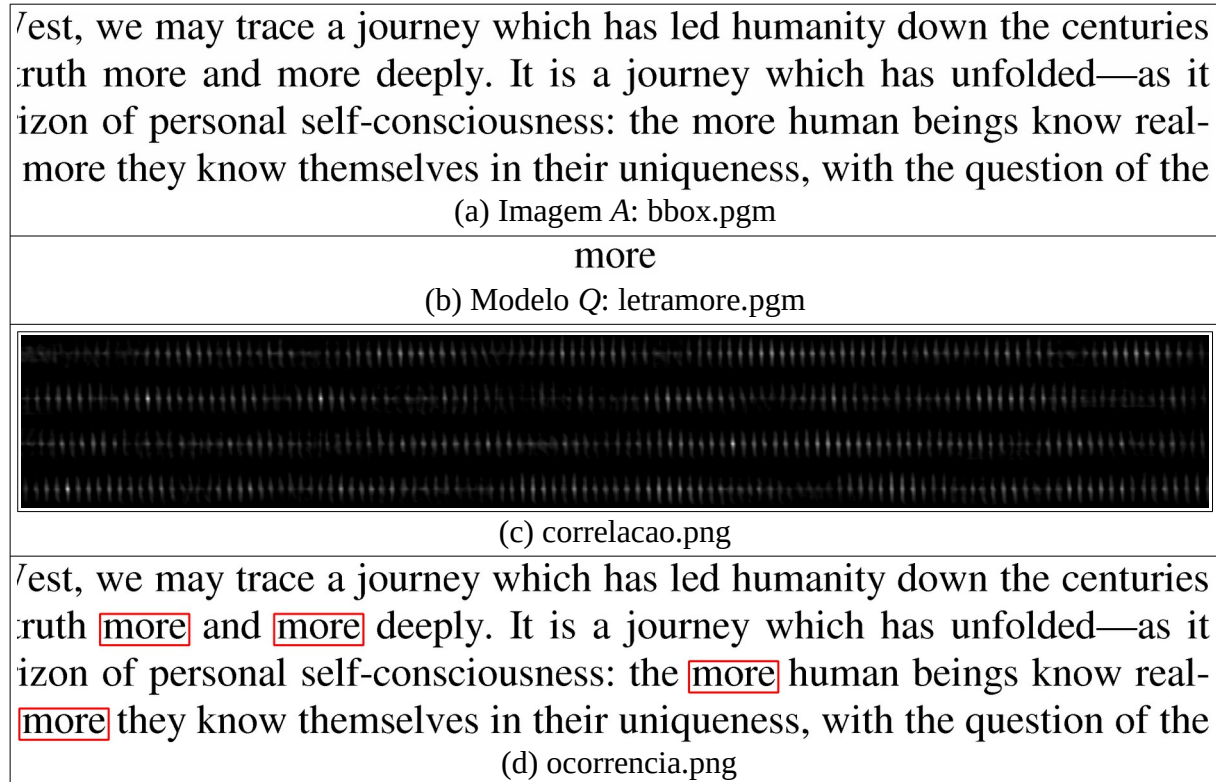 est, we may trace a journey which has led humanity down the centuries
ruth more and more deeply. It is a journey which has unfolded—as it
izon of personal self-consciousness: the more human beings know real-
more they know themselves in their uniqueness, with the question of the
(a) Imagem A: bbox.pgm
more
(b) Modelo Q: letramore.pgm
(c) correlacao.png
est, we may trace a journey which has led humanity down the centuries
ruth more and more deeply. It is a journey which has unfolded—as it
izon of personal self-consciousness: the more human beings know real-
more they know themselves in their uniqueness, with the question of the
(d) ocorrencia.png